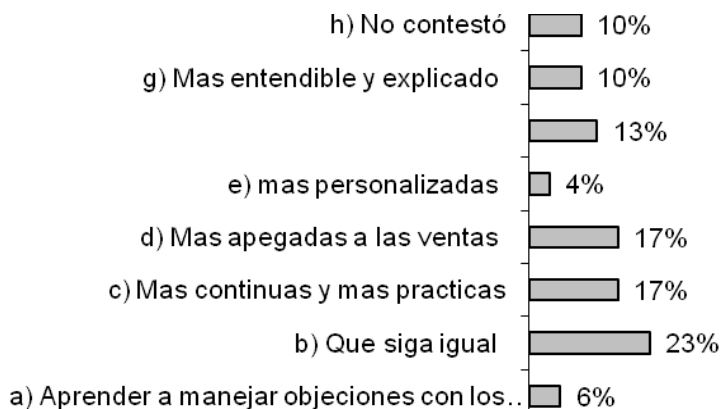 h) No contestó 10%
g) Mas entendible y explicado 10%
13%
e) mas personalizadas 4%
d) Mas apegadas a las ventas 17%
c) Mas continuas y mas practicas 17%
b) Que siga igual 23%
a) Aprender a manejar objeciones con los.. 6%